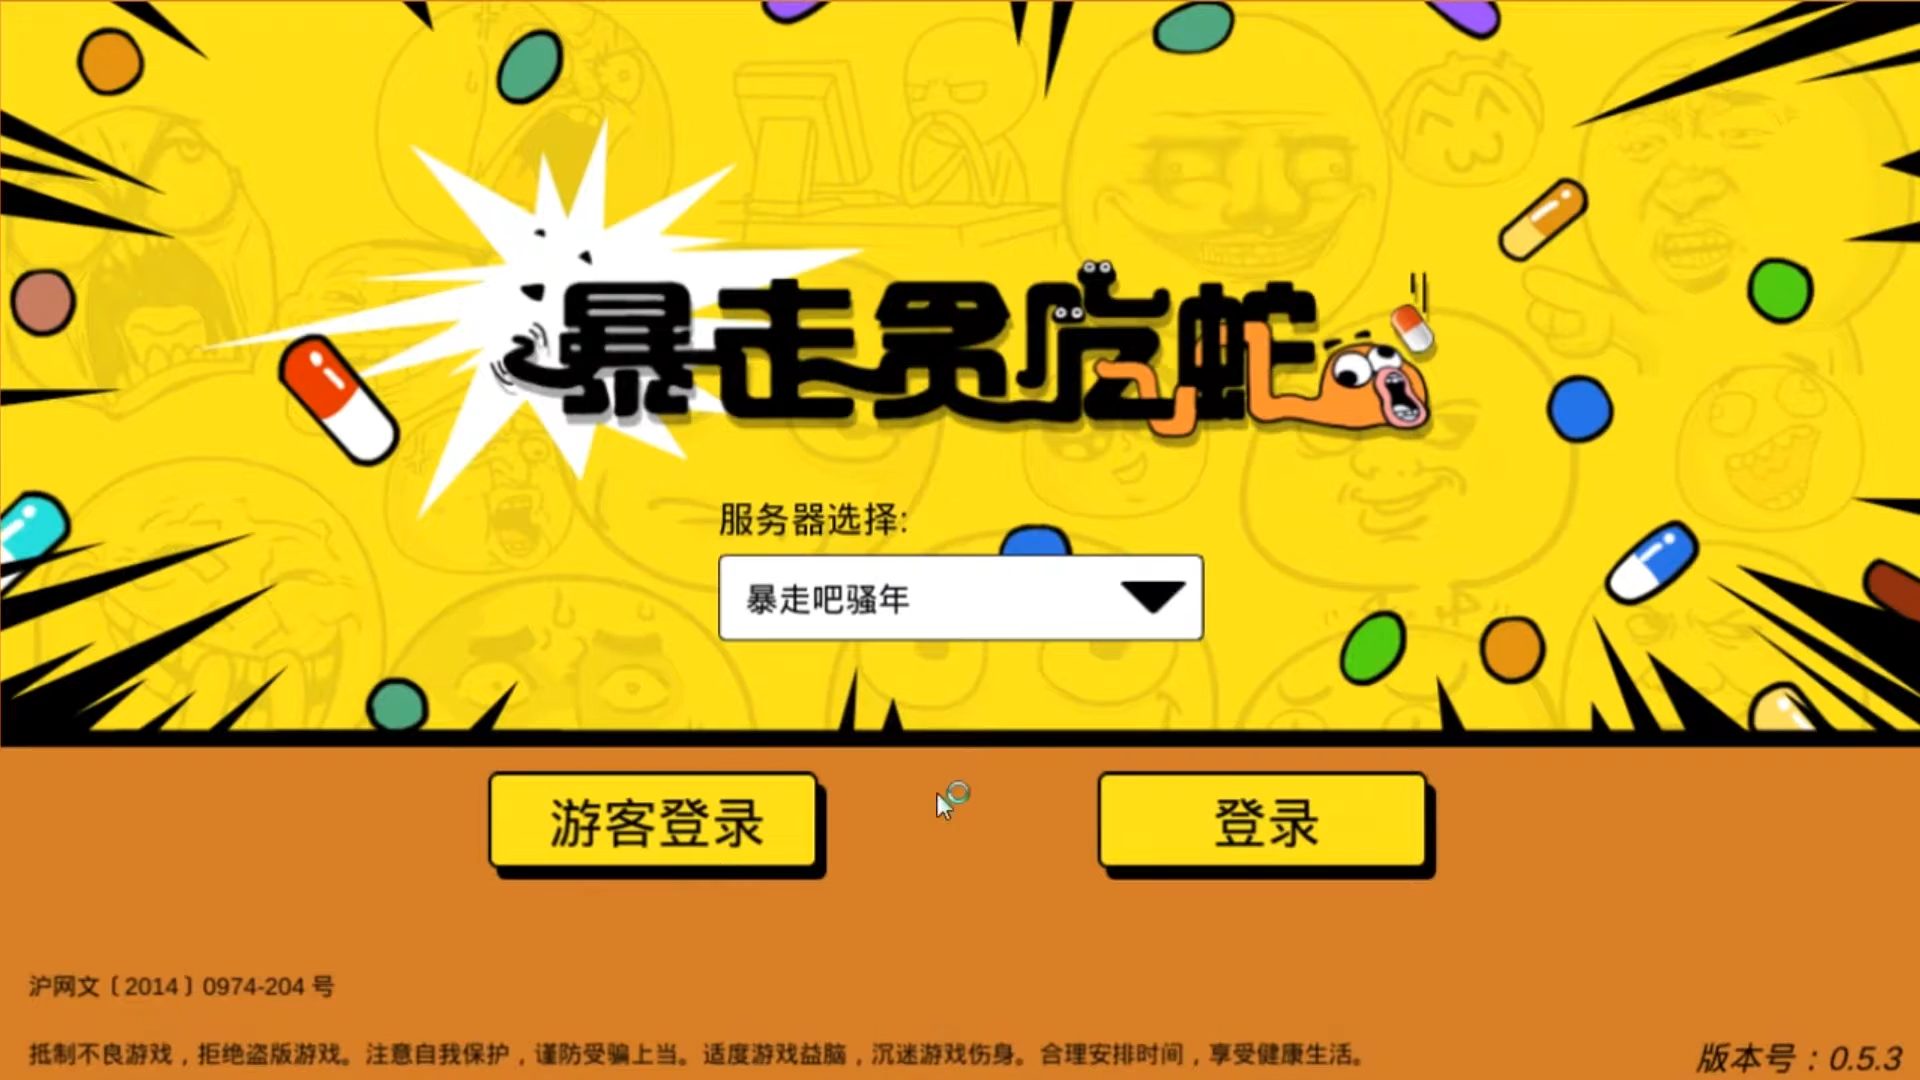 暴走贪吃蛇
服务器选择:
暴走吧骚年
游客登录
登录
沪网文〔2014〕0974-204 号
抵制不良游戏，拒绝盗版游戏。注意自我保护，谨防受骗上当。适度游戏益脑，沉迷游戏伤身。合理安排时间，享受健康生活。
版本号：0.5.3